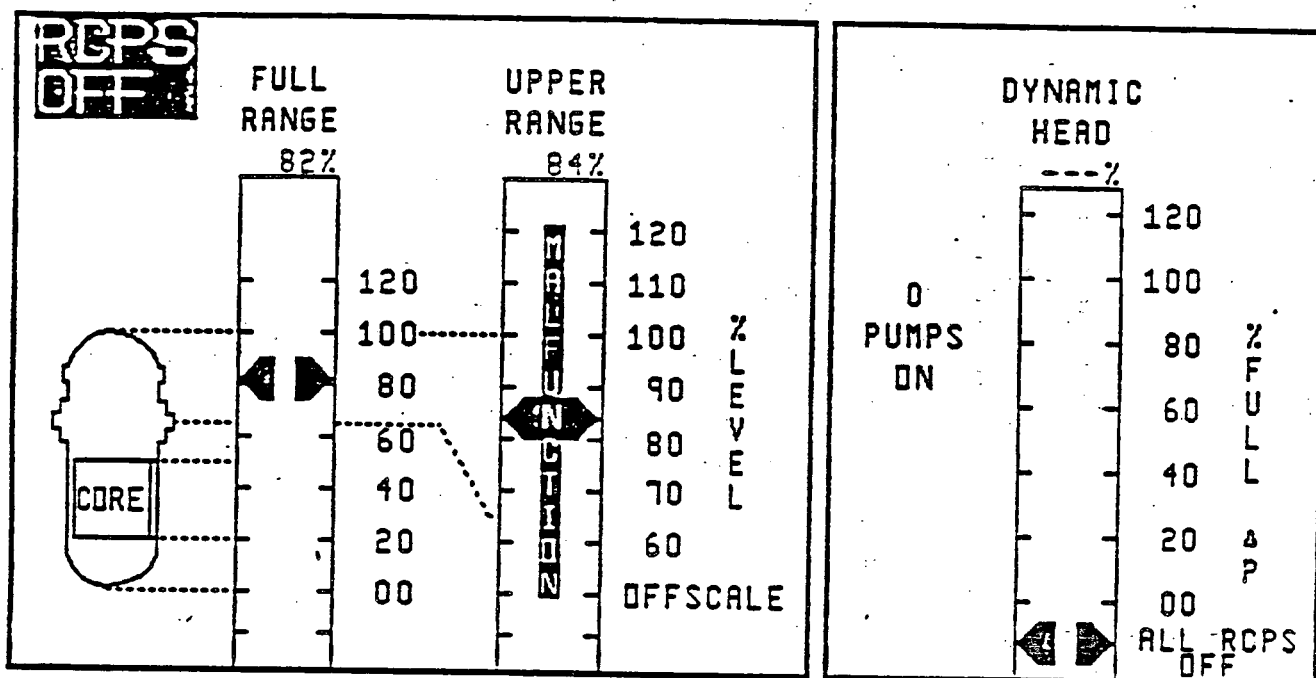 RCPS
OFF
FULL
RANGE
82%
120
100
80
60
40
20
00
CORE
UPPER
RANGE
84%
MALFUNCTION
120
110
100
90
80
70
60
OFFSCALE
%LEVEL
DYNAMIC
HEAD
---%
0
PUMPS
ON
120
100
80
60
40
20
00
ALL RCPS
OFF
%FULL ΔP